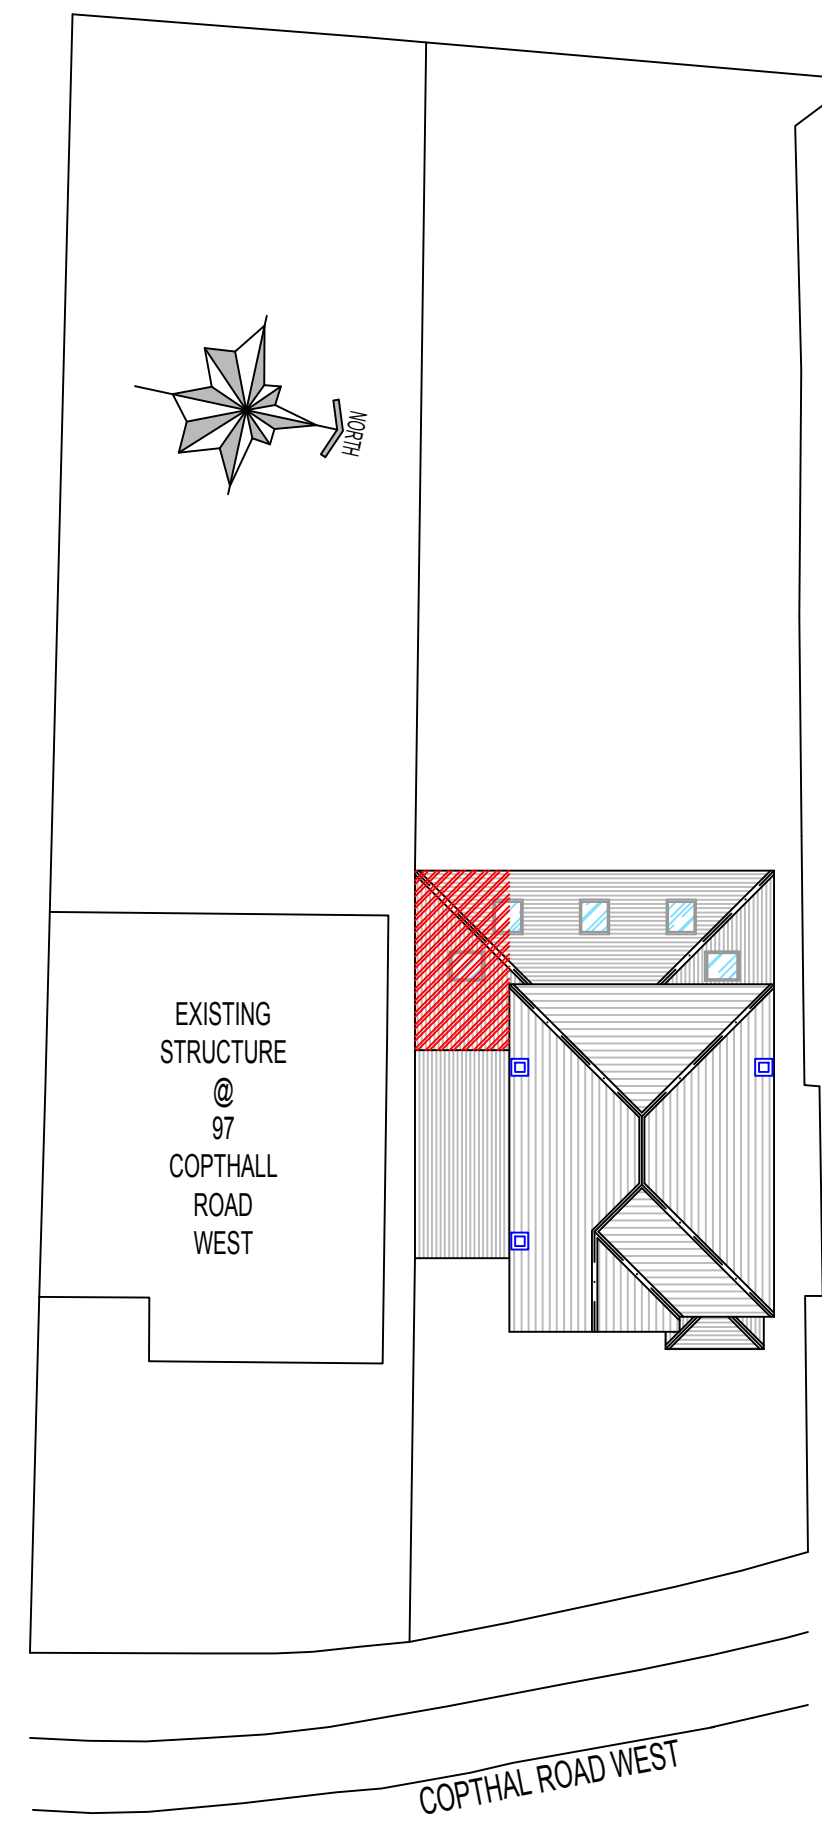 NORTH
EXISTING
STRUCTURE
@
97
COPTHALL
ROAD
WEST
COPTHAL ROAD WEST